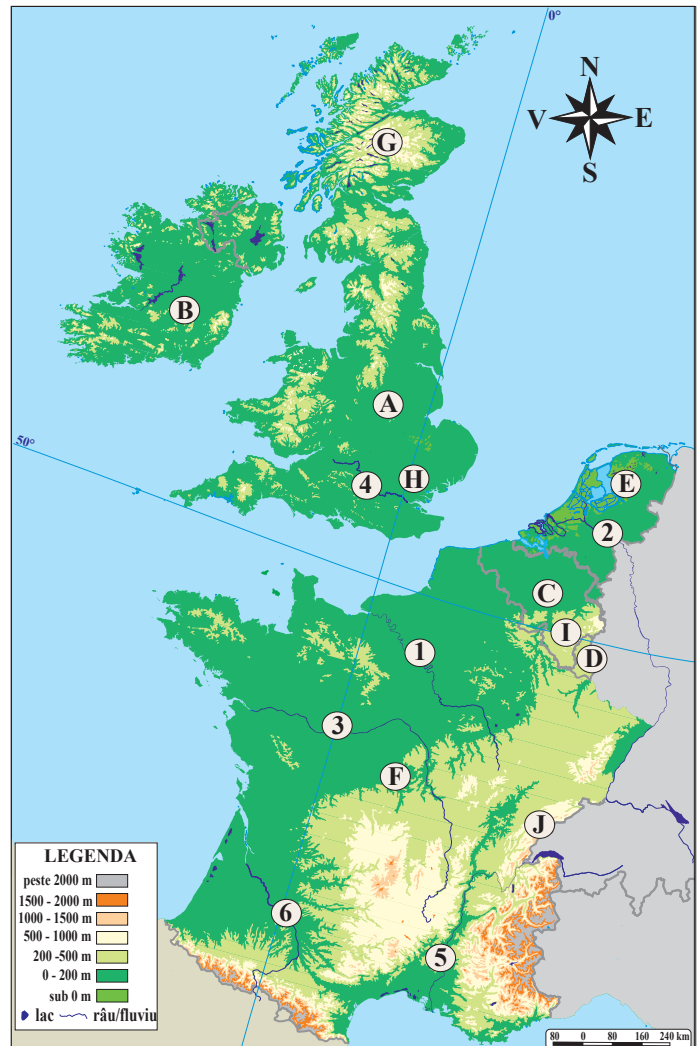 0°
N
V E
S
G
B
A
50°
H
4
E
2
C
I
D
1
3
F
J
6
5
LEGENDA
peste 2000 m
1500 - 2000 m
1000 - 1500 m
500 - 1000 m
200 -500 m
0 - 200 m
sub 0 m
lac râu/fluviu
80 0 80 160 240 km